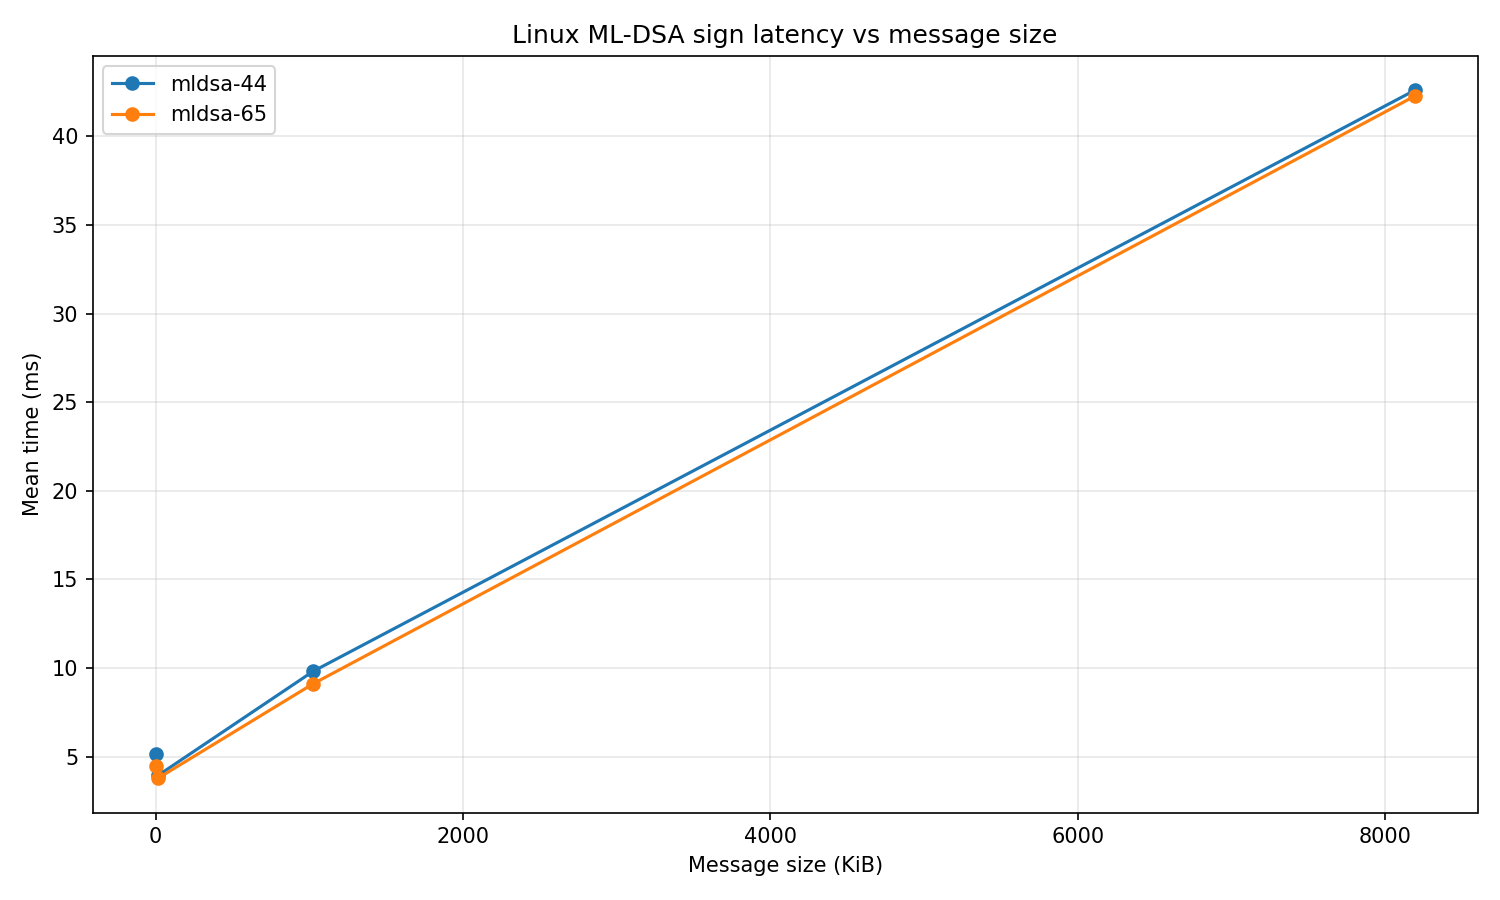 Linux ML-DSA sign latency vs message size
mldsa-44
mldsa-65
40
35
30
25
20
15
10
5
Mean time (ms)
0 2000 4000 6000 8000
Message size (KiB)